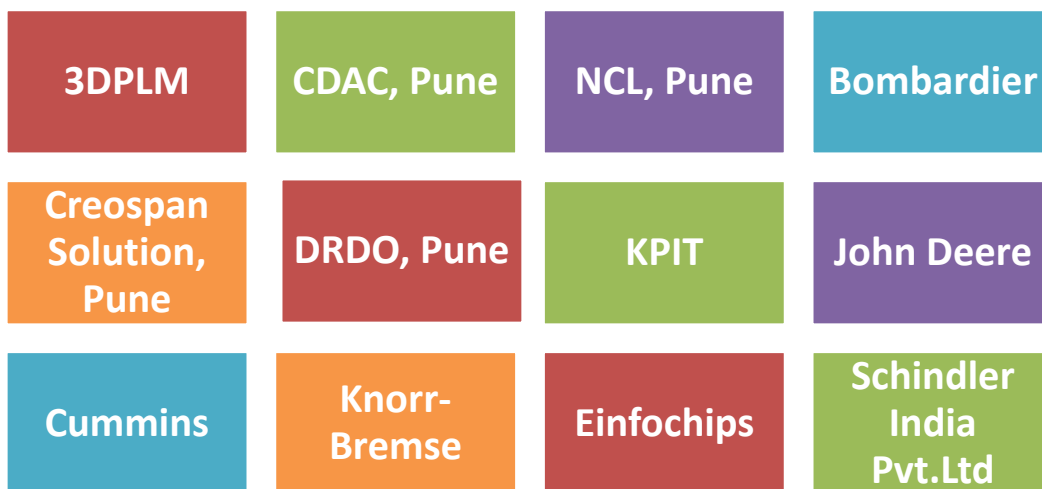 3DPLM
CDAC, Pune
NCL, Pune
Bombardier
Creospan
Solution,
Pune
DRDO, Pune
KPIT
John Deere
Cummins
Knorr-
Bremse
Einfochips
Schindler
India
Pvt.Ltd